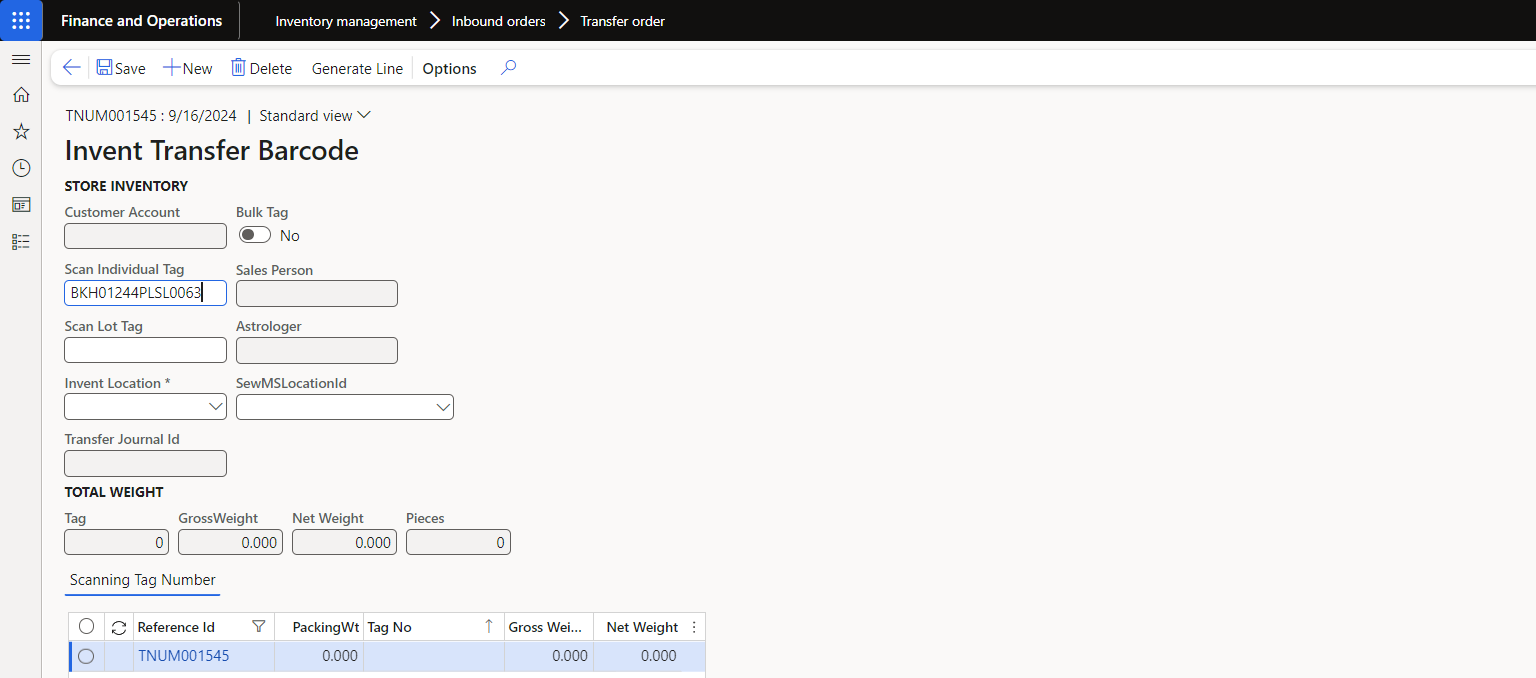 Finance and Operations Inventory management Inbound orders Transfer order
Save New Delete Generate Line Options
TNUM001545 : 9/16/2024 | Standard view
Invent Transfer Barcode
STORE INVENTORY
Customer Account Bulk Tag
No
Scan Individual Tag Sales Person
BKH01244PLSL0063
Scan Lot Tag Astrologer
Invent Location * SewMSLocationId
Transfer Journal Id
TOTAL WEIGHT
Tag GrossWeight Net Weight Pieces
0 0.000 0.000 0
Scanning Tag Number
Reference Id PackingWt Tag No Gross Wei... Net Weight
TNUM001545 0.000 0.000 0.000